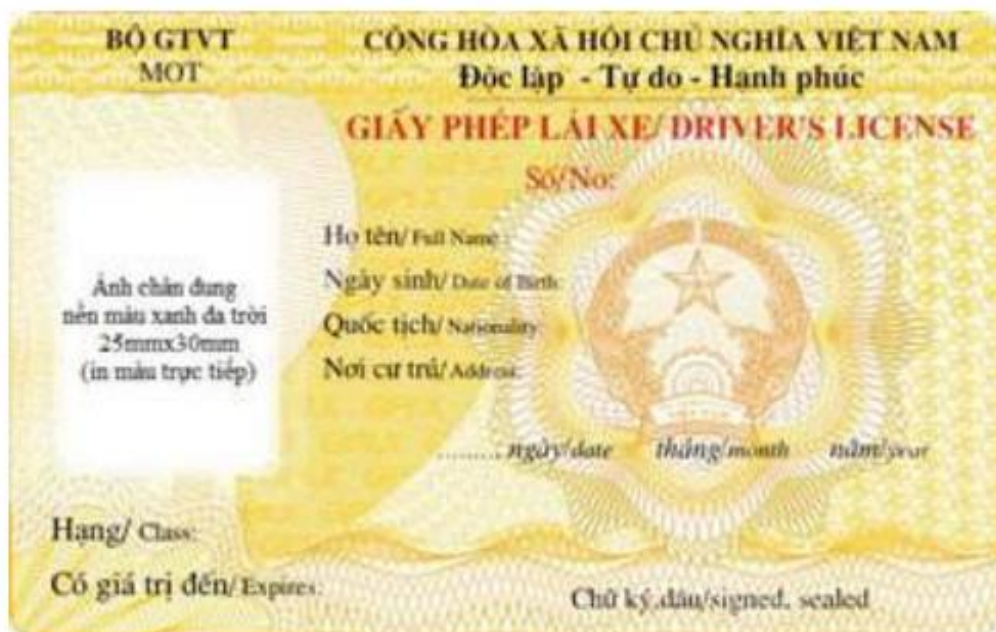 BỘ GTVT
MOT
CỘNG HÒA XÃ HỘI CHỦ NGHĨA VIỆT NAM
Độc lập - Tự do - Hạnh phúc
GIẤY PHÉP LÁI XE/ DRIVER'S LICENSE
Số/No:
Ảnh chân dung
nền màu xanh da trời
25mmx30mm
(in màu trực tiếp)
Họ tên/ Full Name:
Ngày sinh/ Date of Birth:
Quốc tịch/ Nationality:
Nơi cư trú/ Address:
........ngày/date tháng/month năm/year
Hạng/ Class:
Có giá trị đến/ Expires:
Chữ ký,dấu/signed, sealed